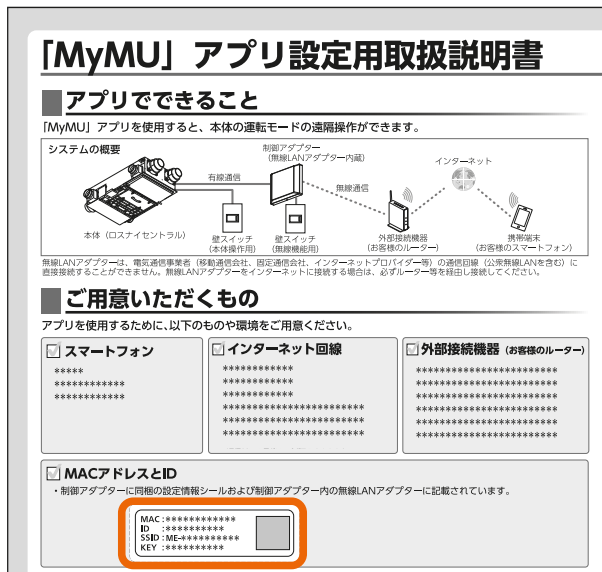 「MyMU」アプリ設定用取扱説明書
アプリでできること
「MyMU」アプリを使用すると、本体の運転モードの遠隔操作ができます。
システムの概要
制御アダプター
（無線LANアダプター内蔵）
インターネット
有線通信
無線通信
本体（ロスナイセントラル）
壁スイッチ
（本体操作用）
壁スイッチ
（無線機能用）
外部接続機器
（お客様のルーター）
携帯端末
（お客様のスマートフォン）
無線LANアダプターは、電気通信事業者（移動通信会社、固定通信会社、インターネットプロバイダー等）の通信回線（公衆無線LANを含む）に
直接接続することができません。無線LANアダプターをインターネットに接続する場合は、必ずルーター等を経由し接続してください。
ご用意いただくもの
アプリを使用するために、以下のものや環境をご用意ください。
スマートフォン
*****
************
************
インターネット回線
************
************
************
************************
************************
************************
外部接続機器（お客様のルーター）
************************
************************
************************
************************
************************
************************
MACアドレスとID
・制御アダプターに同梱の設定情報シールおよび制御アダプター内の無線LANアダプターに記載されています。
MAC:************
ID :**********
SSID:ME-**********
KEY :**********